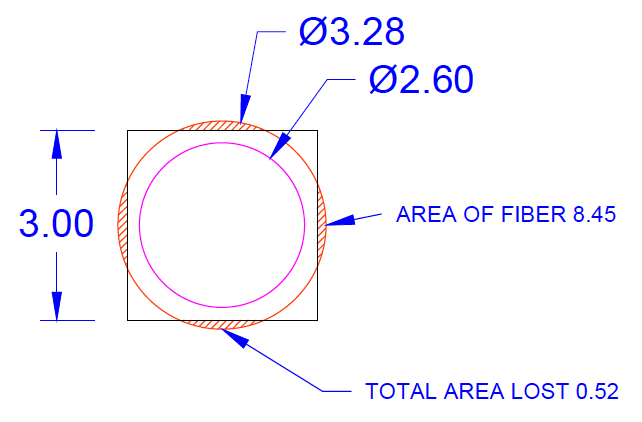 Ø3.28
Ø2.60
3.00
AREA OF FIBER 8.45
TOTAL AREA LOST 0.52